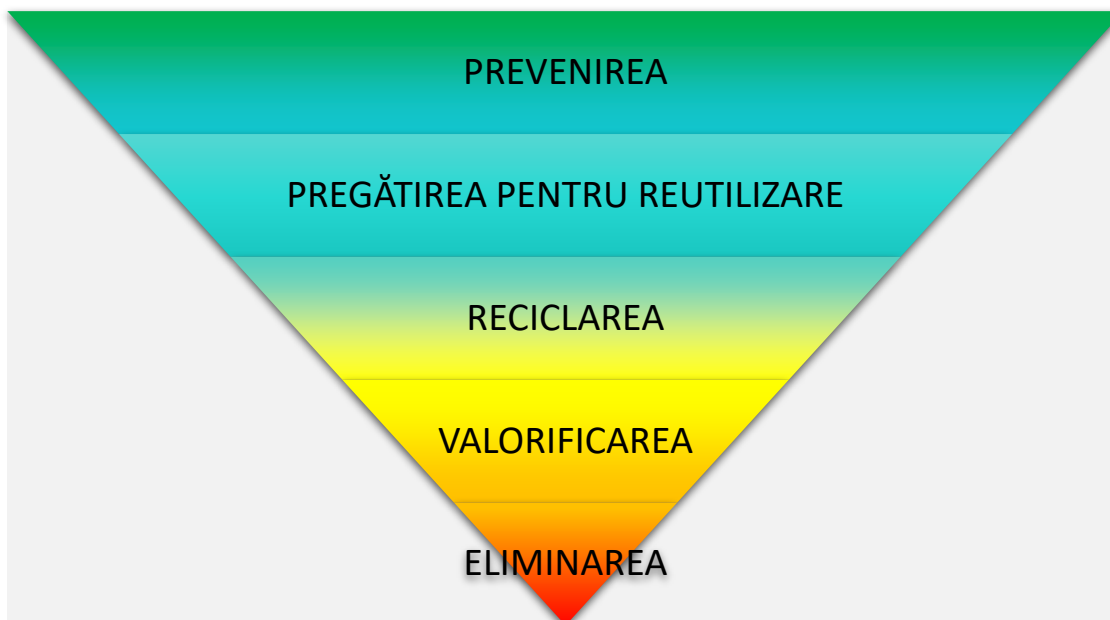 PREVENIREA
PREGĂTIREA PENTRU REUTILIZARE
RECICLAREA
VALORIFICAREA
ELIMINAREA